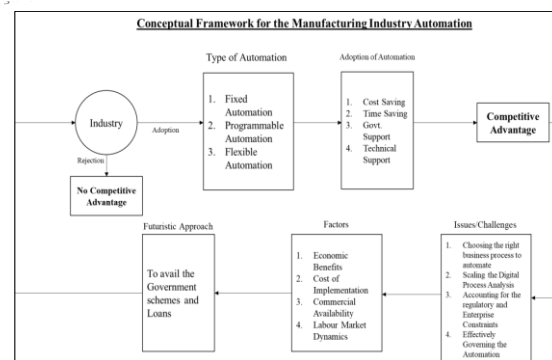 Conceptual Framework for the Manufacturing Industry Automation
Type of Automation
Adoption of Automation
Industry
Adoption
Rejection
No Competitive
Advantage
1. Fixed
Automation
2. Programmable
Automation
3. Flexible
Automation
1. Cost Saving
2. Time Saving
3. Govt.
Support
4. Technical
Support
Competitive
Advantage
Futuristic Approach
Factors
Issues/Challenges
To avail the
Government
schemes and
Loans
1. Economic
Benefits
2. Cost of
Implementation
3. Commercial
Availability
4. Labour Market
Dynamics
1. Choosing the right
business process to
automate
2. Scaling the Digital
Process Analysis
3. Accounting for the
regulatory and
Enterprise
Constraints
4. Effectively
Governing the
Automation